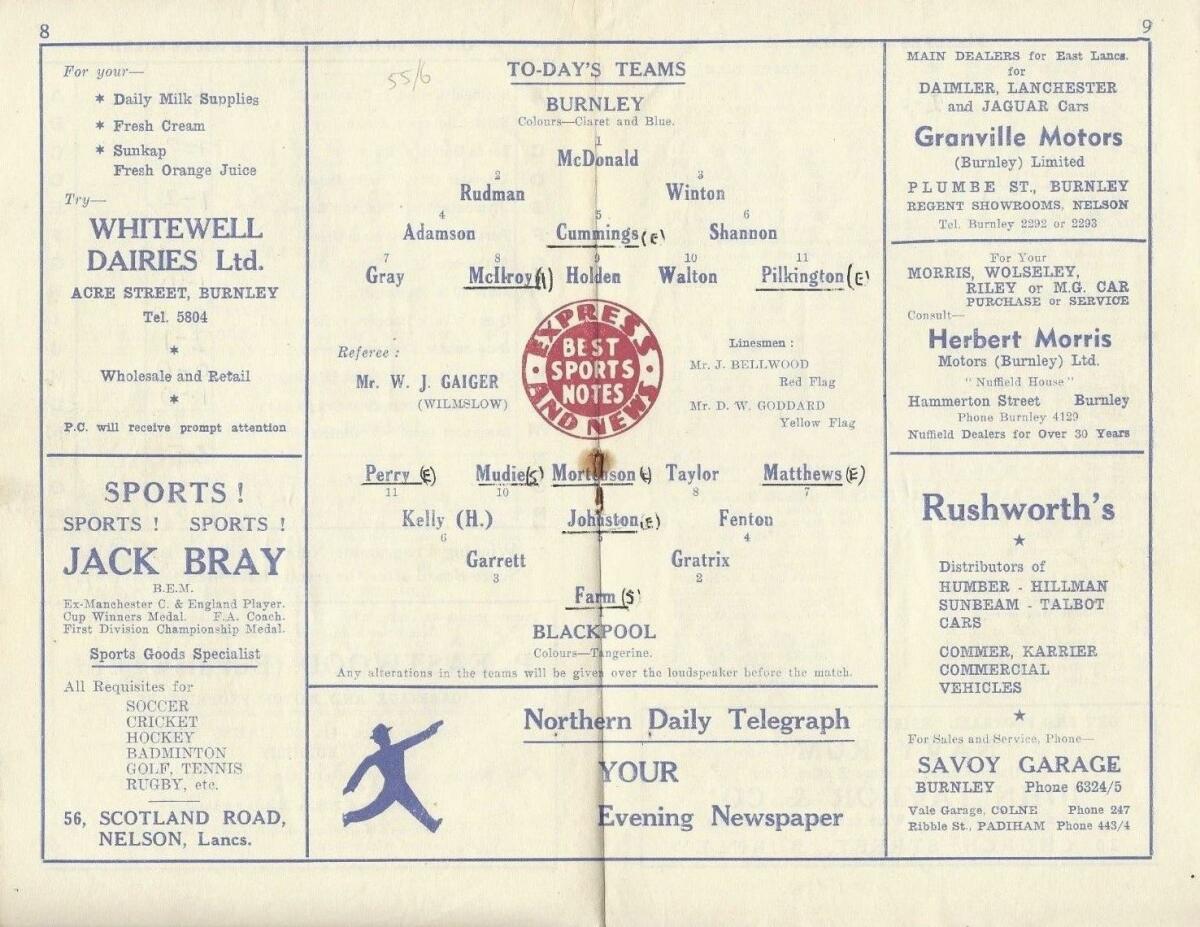 8
9
For your—
* Daily Milk Supplies
* Fresh Cream
* Sunkap
Fresh Orange Juice
Try—
WHITEWELL
DAIRIES Ltd.
ACRE STREET, BURNLEY
Tel. 5804
*
Wholesale and Retail
*
P.C. will receive prompt attention
SPORTS !
SPORTS ! SPORTS !
JACK BRAY
B.E.M.
Ex-Manchester C. & England Player.
Cup Winners Medal. F.A. Coach.
First Division Championship Medal.
Sports Goods Specialist
All Requisites for
SOCCER
CRICKET
HOCKEY
BADMINTON
GOLF, TENNIS
RUGBY, etc.
56, SCOTLAND ROAD,
NELSON, Lancs.
55/6
TO-DAY'S TEAMS
BURNLEY
Colours—Claret and Blue.
1
McDonald
2 3
Rudman Winton
4 5 6
Adamson Cummings (E) Shannon
7 8 9 10 11
Gray McIlroy (I) Holden Walton Pilkington (E)
EXPRESS
BEST
SPORTS
NOTES
AND NEWS
Referee :
Mr. W. J. GAIGER
(WILMSLOW)
Linesmen :
Mr. J. BELLWOOD
Red Flag
Mr. D. W. GODDARD
Yellow Flag
Perry (E) Mudie (S) Mortenson (E) Taylor Matthews (E)
11 10 8 7
Kelly (H.) Johnston (E) Fenton
6 5 4
Garrett Gratrix
3 2
Farm (S)
BLACKPOOL
Colours—Tangerine.
Any alterations in the teams will be given over the loudspeaker before the match.
Northern Daily Telegraph
YOUR
Evening Newspaper
MAIN DEALERS for East Lancs.
for
DAIMLER, LANCHESTER
and JAGUAR Cars
Granville Motors
(Burnley) Limited
PLUMBE ST., BURNLEY
REGENT SHOWROOMS, NELSON
Tel. Burnley 2292 or 2293
For Your
MORRIS, WOLSELEY,
RILEY or M.G. CAR
PURCHASE or SERVICE
Consult—
Herbert Morris
Motors (Burnley) Ltd.
"Nuffield House"
Hammerton Street Burnley
Phone Burnley 4129
Nuffield Dealers for Over 30 Years
Rushworth's
★
Distributors of
HUMBER - HILLMAN
SUNBEAM - TALBOT
CARS
COMMER, KARRIER
COMMERCIAL
VEHICLES
★
For Sales and Service, Phone—
SAVOY GARAGE
BURNLEY Phone 6324/5
Vale Garage, COLNE Phone 247
Ribble St., PADIHAM Phone 443/4